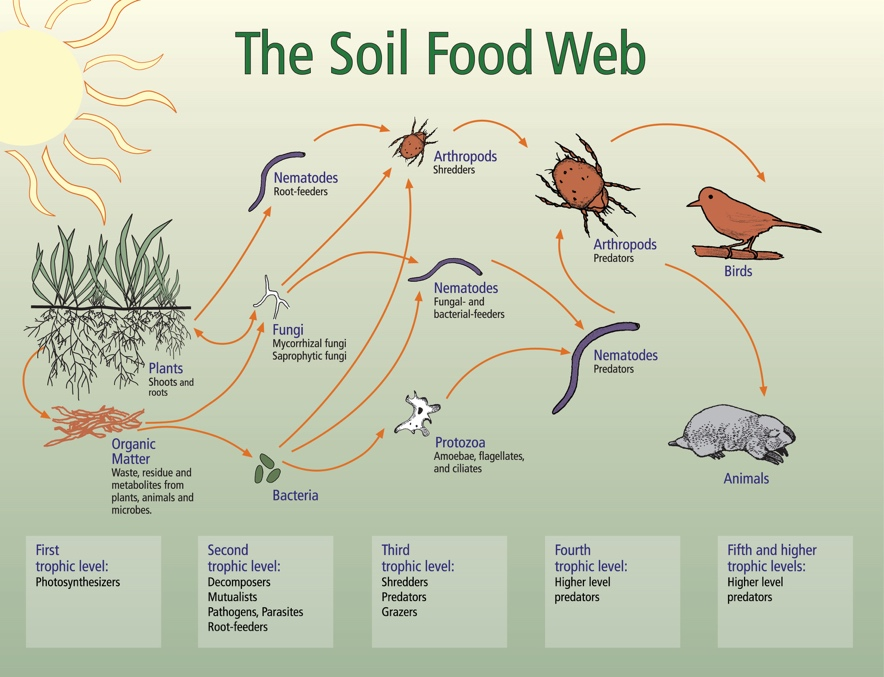 The Soil Food Web
Nematodes
Root-feeders
Arthropods
Shredders
Arthropods
Predators
Birds
Nematodes
Fungal- and
bacterial-feeders
Fungi
Mycorrhizal fungi
Saprophytic fungi
Nematodes
Predators
Plants
Shoots and
roots
Organic
Matter
Waste, residue and
metabolites from
plants, animals and
microbes.
Bacteria
Protozoa
Amoebae, flagellates,
and ciliates
Animals
First
trophic level:
Photosynthesizers
Second
trophic level:
Decomposers
Mutualists
Pathogens, Parasites
Root-feeders
Third
trophic level:
Shredders
Predators
Grazers
Fourth
trophic level:
Higher level
predators
Fifth and higher
trophic levels:
Higher level
predators